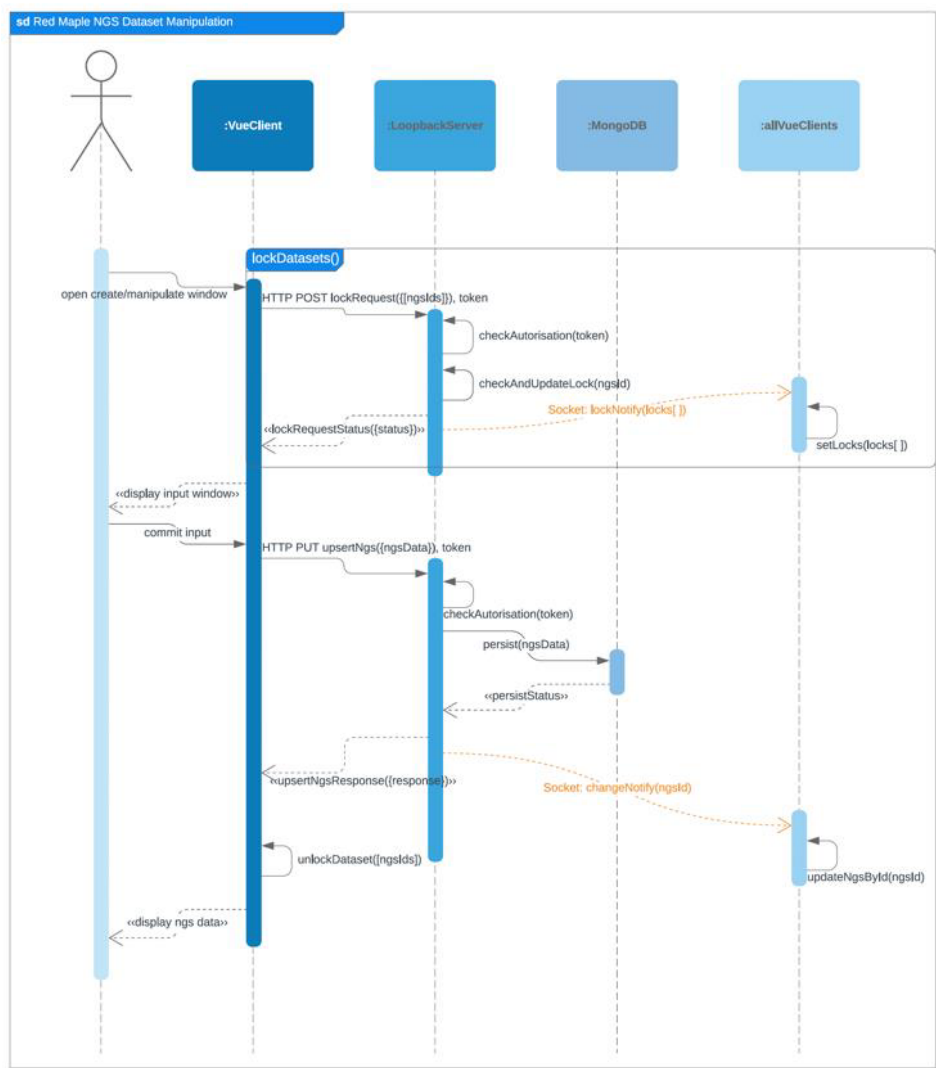 sd Red Maple NGS Dataset Manipulation
:VueClient
:LoopbackServer
:MongoDB
:allVueClients
lockDatasets()
open create/manipulate window
HTTP POST lockRequest({[ngsIds]}), token
checkAutorisation(token)
checkAndUpdateLock(ngsId)
Socket: lockNotify(locks[ ])
‹‹lockRequestStatus({status})››
setLocks(locks[ ])
‹‹display input window››
commit input
HTTP PUT upsertNgs({ngsData}), token
checkAutorisation(token)
persist(ngsData)
‹‹persistStatus››
‹‹upsertNgsResponse({response})››
Socket: changeNotify(ngsId)
unlockDataset([ngsIds])
updateNgsById(ngsId)
‹‹display ngs data››